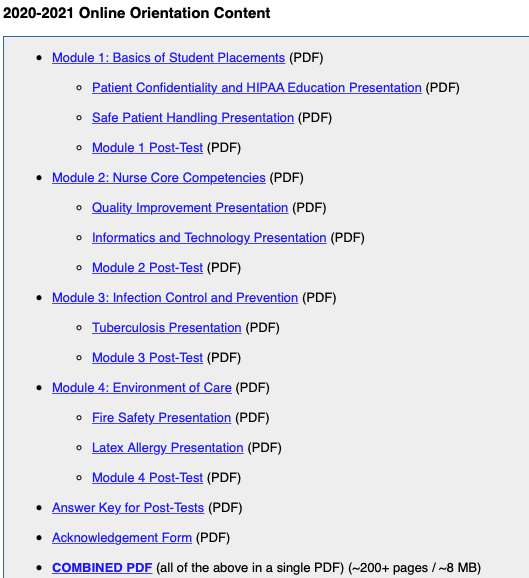 2020-2021 Online Orientation Content
• Module 1: Basics of Student Placements (PDF)
◦ Patient Confidentiality and HIPAA Education Presentation (PDF)
◦ Safe Patient Handling Presentation (PDF)
◦ Module 1 Post-Test (PDF)
• Module 2: Nurse Core Competencies (PDF)
◦ Quality Improvement Presentation (PDF)
◦ Informatics and Technology Presentation (PDF)
◦ Module 2 Post-Test (PDF)
• Module 3: Infection Control and Prevention (PDF)
◦ Tuberculosis Presentation (PDF)
◦ Module 3 Post-Test (PDF)
• Module 4: Environment of Care (PDF)
◦ Fire Safety Presentation (PDF)
◦ Latex Allergy Presentation (PDF)
◦ Module 4 Post-Test (PDF)
• Answer Key for Post-Tests (PDF)
• Acknowledgement Form (PDF)
• COMBINED PDF (all of the above in a single PDF) (~200+ pages / ~8 MB)